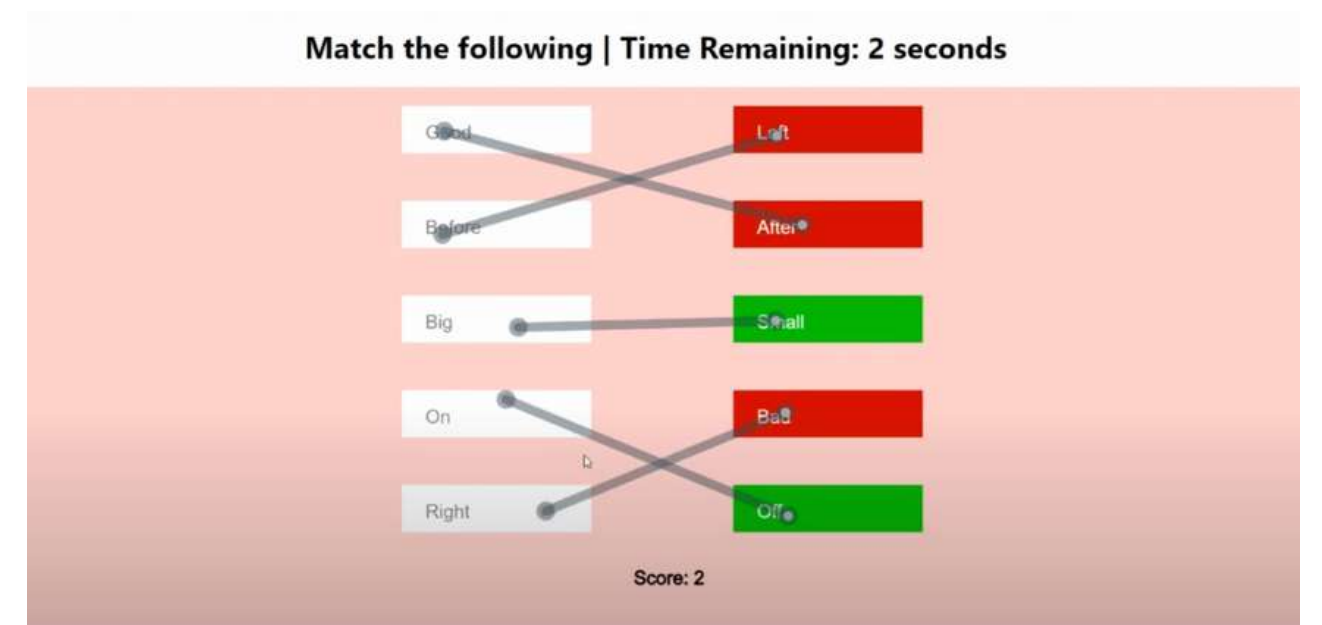 Match the following | Time Remaining: 2 seconds
Good Left
Before After
Big Small
On Bad
Right Off
Score: 2